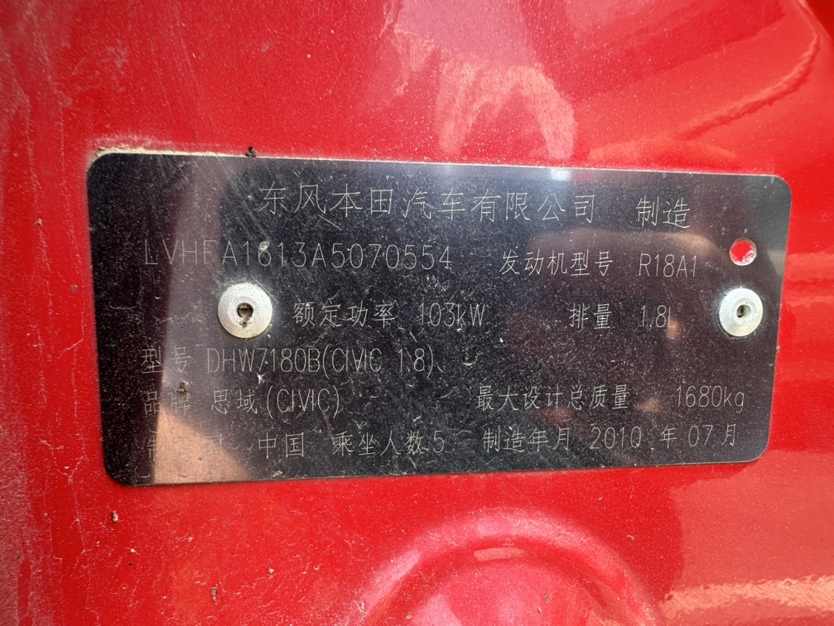 东风本田汽车有限公司 制造
LVHFA1613A5070554 发动机型号 R18A1
额定功率 103kW 排量 1.8L
型号 DHW7180B(CIVIC 1.8)
品牌 思域(CIVIC) 最大设计总质量 1680kg
中国 乘坐人数5 制造年月 2010 年 07月